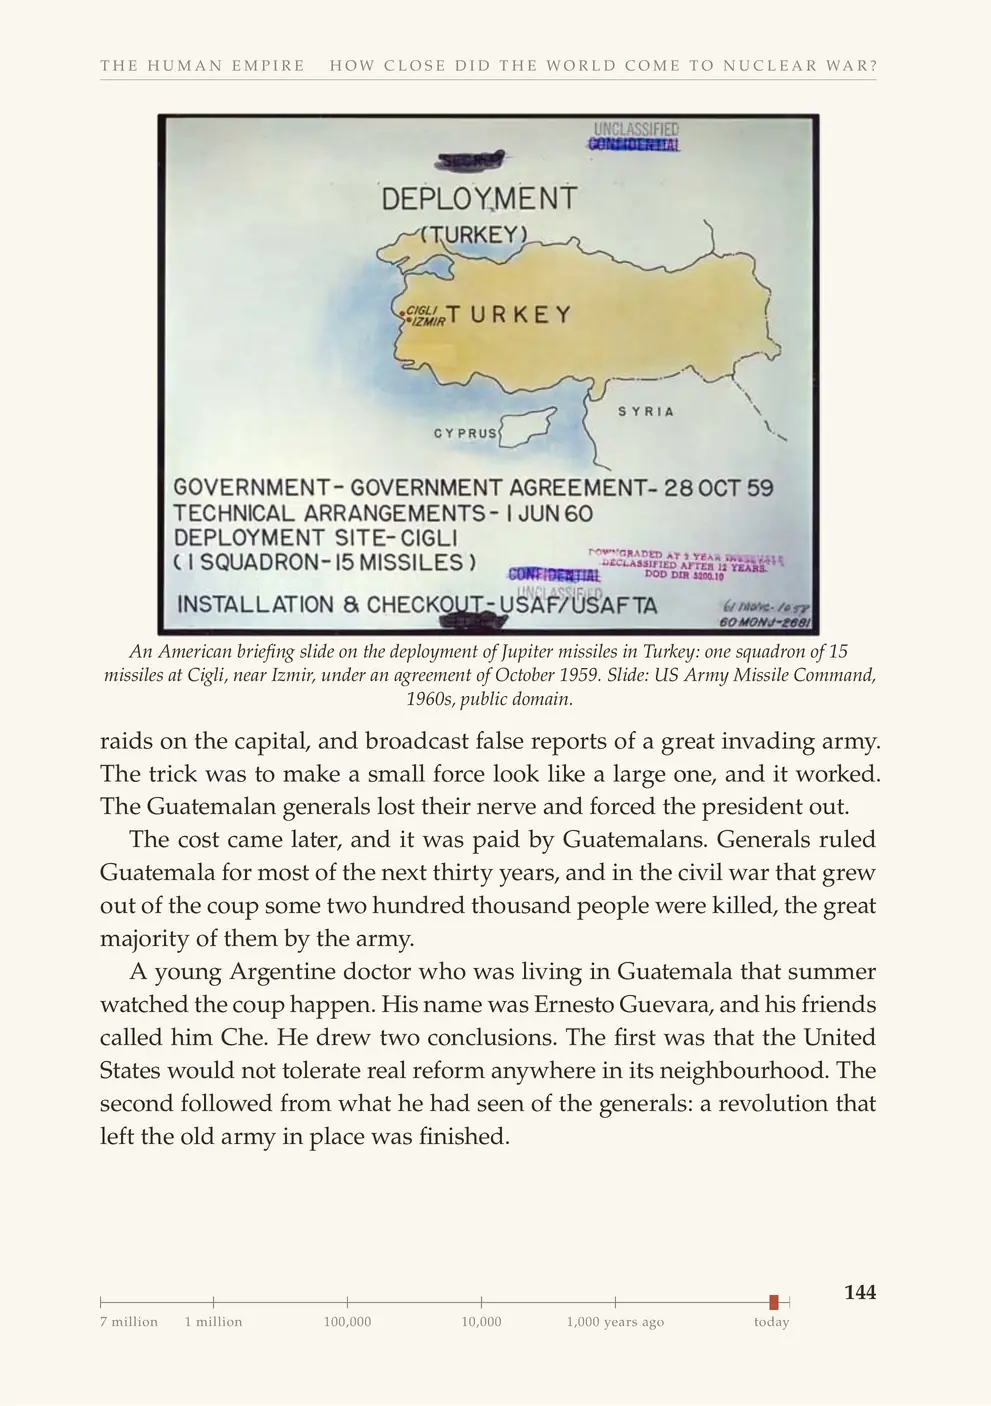 THE HUMAN EMPIRE HOW CLOSE DID THE WORLD COME TO NUCLEAR WAR?
UNCLASSIFIED
CONFIDENTIAL
SECRET
DEPLOYMENT
(TURKEY)
CIGLI
IZMIR
TURKEY
SYRIA
CYPRUS
GOVERNMENT- GOVERNMENT AGREEMENT- 28 OCT 59
TECHNICAL ARRANGEMENTS- 1 JUN 60
DEPLOYMENT SITE- CIGLI
(1 SQUADRON-15 MISSILES)
DOWNGRADED AT 3 YEAR INTERVALS
DECLASSIFIED AFTER 12 YEARS.
DOD DIR 5200.10
CONFIDENTIAL
UNCLASSIFIED
INSTALLATION & CHECKOUT-USAF/USAFTA
60 MONJ-2681
An American briefing slide on the deployment of Jupiter missiles in Turkey: one squadron of 15
missiles at Cigli, near Izmir, under an agreement of October 1959. Slide: US Army Missile Command,
1960s, public domain.
raids on the capital, and broadcast false reports of a great invading army.
The trick was to make a small force look like a large one, and it worked.
The Guatemalan generals lost their nerve and forced the president out.
The cost came later, and it was paid by Guatemalans. Generals ruled
Guatemala for most of the next thirty years, and in the civil war that grew
out of the coup some two hundred thousand people were killed, the great
majority of them by the army.
A young Argentine doctor who was living in Guatemala that summer
watched the coup happen. His name was Ernesto Guevara, and his friends
called him Che. He drew two conclusions. The first was that the United
States would not tolerate real reform anywhere in its neighbourhood. The
second followed from what he had seen of the generals: a revolution that
left the old army in place was finished.
144
7 million 1 million 100,000 10,000 1,000 years ago today